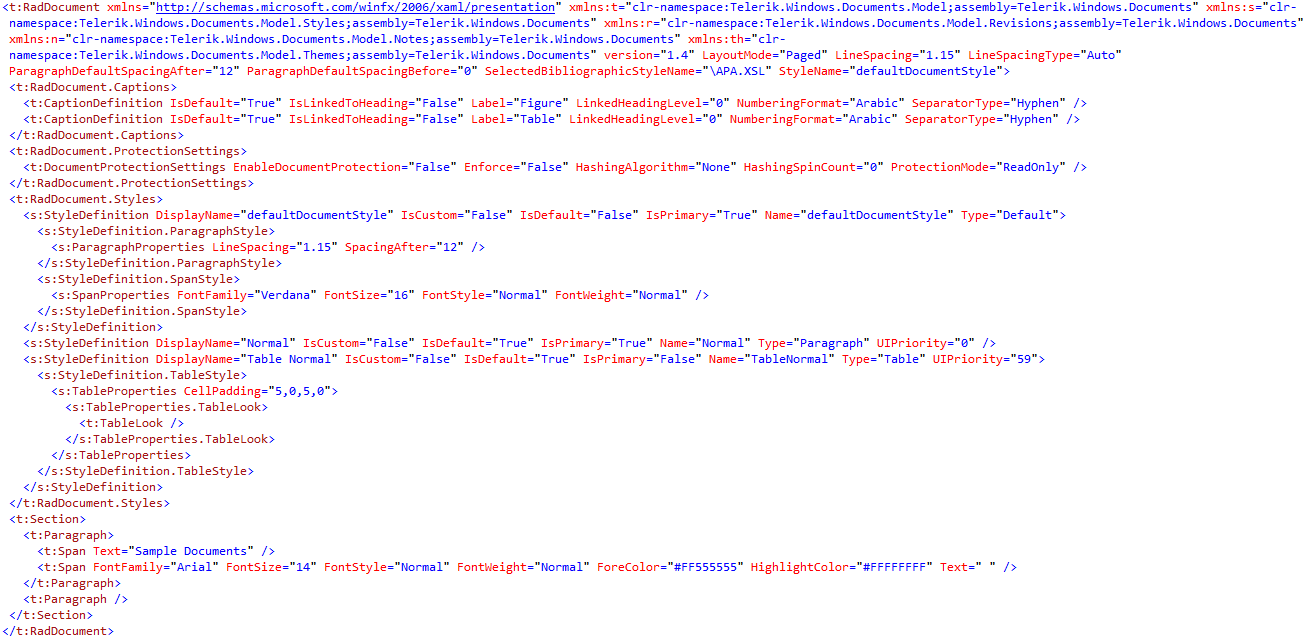 <t:RadDocument xmlns="http://schemas.microsoft.com/winfx/2006/xaml/presentation" xmlns:t="clr-namespace:Telerik.Windows.Documents.Model;assembly=Telerik.Windows.Documents" xmlns:s="clr-
namespace:Telerik.Windows.Documents.Model.Styles;assembly=Telerik.Windows.Documents" xmlns:r="clr-namespace:Telerik.Windows.Documents.Model.Revisions;assembly=Telerik.Windows.Documents"
xmlns:n="clr-namespace:Telerik.Windows.Documents.Model.Notes;assembly=Telerik.Windows.Documents" xmlns:th="clr-
namespace:Telerik.Windows.Documents.Model.Themes;assembly=Telerik.Windows.Documents" version="1.4" LayoutMode="Paged" LineSpacing="1.15" LineSpacingType="Auto"
ParagraphDefaultSpacingAfter="12" ParagraphDefaultSpacingBefore="0" SelectedBibliographicStyleName="\APA.XSL" StyleName="defaultDocumentStyle">
<t:RadDocument.Captions>
<t:CaptionDefinition IsDefault="True" IsLinkedToHeading="False" Label="Figure" LinkedHeadingLevel="0" NumberingFormat="Arabic" SeparatorType="Hyphen" />
<t:CaptionDefinition IsDefault="True" IsLinkedToHeading="False" Label="Table" LinkedHeadingLevel="0" NumberingFormat="Arabic" SeparatorType="Hyphen" />
</t:RadDocument.Captions>
<t:RadDocument.ProtectionSettings>
<t:DocumentProtectionSettings EnableDocumentProtection="False" Enforce="False" HashingAlgorithm="None" HashingSpinCount="0" ProtectionMode="ReadOnly" />
</t:RadDocument.ProtectionSettings>
<t:RadDocument.Styles>
<s:StyleDefinition DisplayName="defaultDocumentStyle" IsCustom="False" IsDefault="False" IsPrimary="True" Name="defaultDocumentStyle" Type="Default">
<s:StyleDefinition.ParagraphStyle>
<s:ParagraphProperties LineSpacing="1.15" SpacingAfter="12" />
</s:StyleDefinition.ParagraphStyle>
<s:StyleDefinition.SpanStyle>
<s:SpanProperties FontFamily="Verdana" FontSize="16" FontStyle="Normal" FontWeight="Normal" />
</s:StyleDefinition.SpanStyle>
</s:StyleDefinition>
<s:StyleDefinition DisplayName="Normal" IsCustom="False" IsDefault="True" IsPrimary="True" Name="Normal" Type="Paragraph" UIPriority="0" />
<s:StyleDefinition DisplayName="Table Normal" IsCustom="False" IsDefault="True" IsPrimary="False" Name="TableNormal" Type="Table" UIPriority="59">
<s:StyleDefinition.TableStyle>
<s:TableProperties CellPadding="5,0,5,0">
<s:TableProperties.TableLook>
<t:TableLook />
</s:TableProperties.TableLook>
</s:TableProperties>
</s:StyleDefinition.TableStyle>
</s:StyleDefinition>
</t:RadDocument.Styles>
<t:Section>
<t:Paragraph>
<t:Span Text="Sample Documents" />
<t:Span FontFamily="Arial" FontSize="14" FontStyle="Normal" FontWeight="Normal" ForeColor="#FF555555" HighlightColor="#FFFFFFFF" Text=" " />
</t:Paragraph>
<t:Paragraph />
</t:Section>
</t:RadDocument>